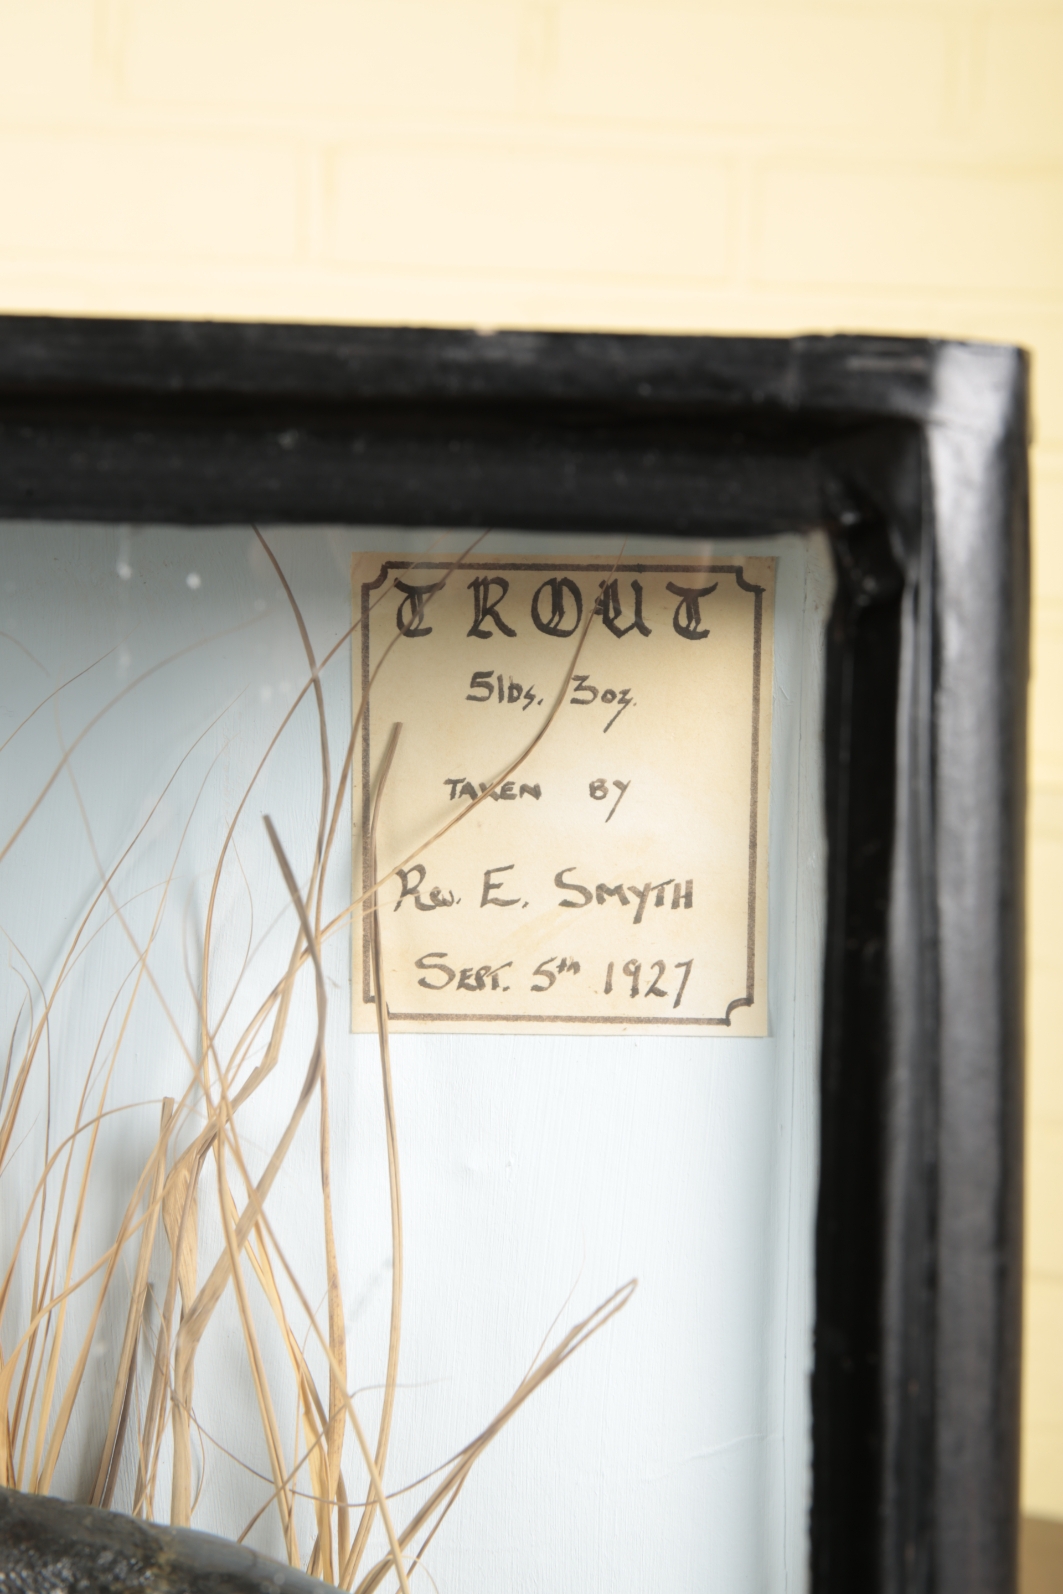 TROUT
5lbs. 3oz.
TAKEN BY
Rev. E. SMYTH
SEPT. 5th 1927